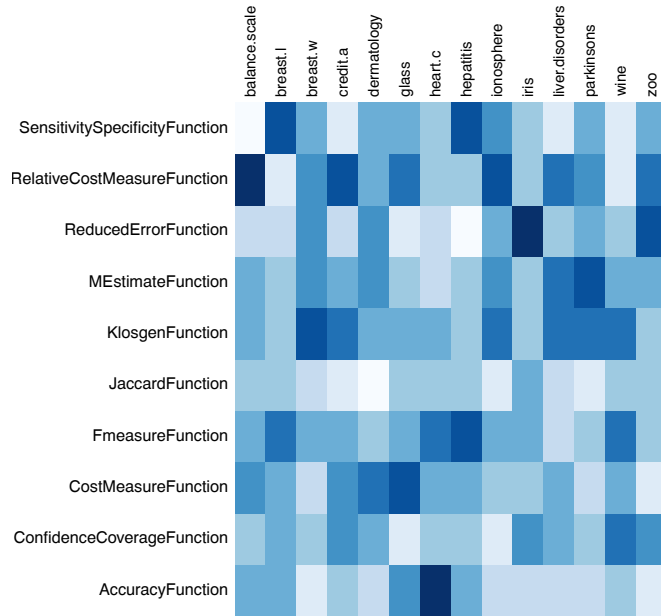 balance.scale
breast.l
breast.w
credit.a
dermatology
glass
heart.c
hepatitis
ionosphere
iris
liver.disorders
parkinsons
wine
zoo
SensitivitySpecificityFunction
RelativeCostMeasureFunction
ReducedErrorFunction
MEstimateFunction
KlosgenFunction
JaccardFunction
FmeasureFunction
CostMeasureFunction
ConfidenceCoverageFunction
AccuracyFunction